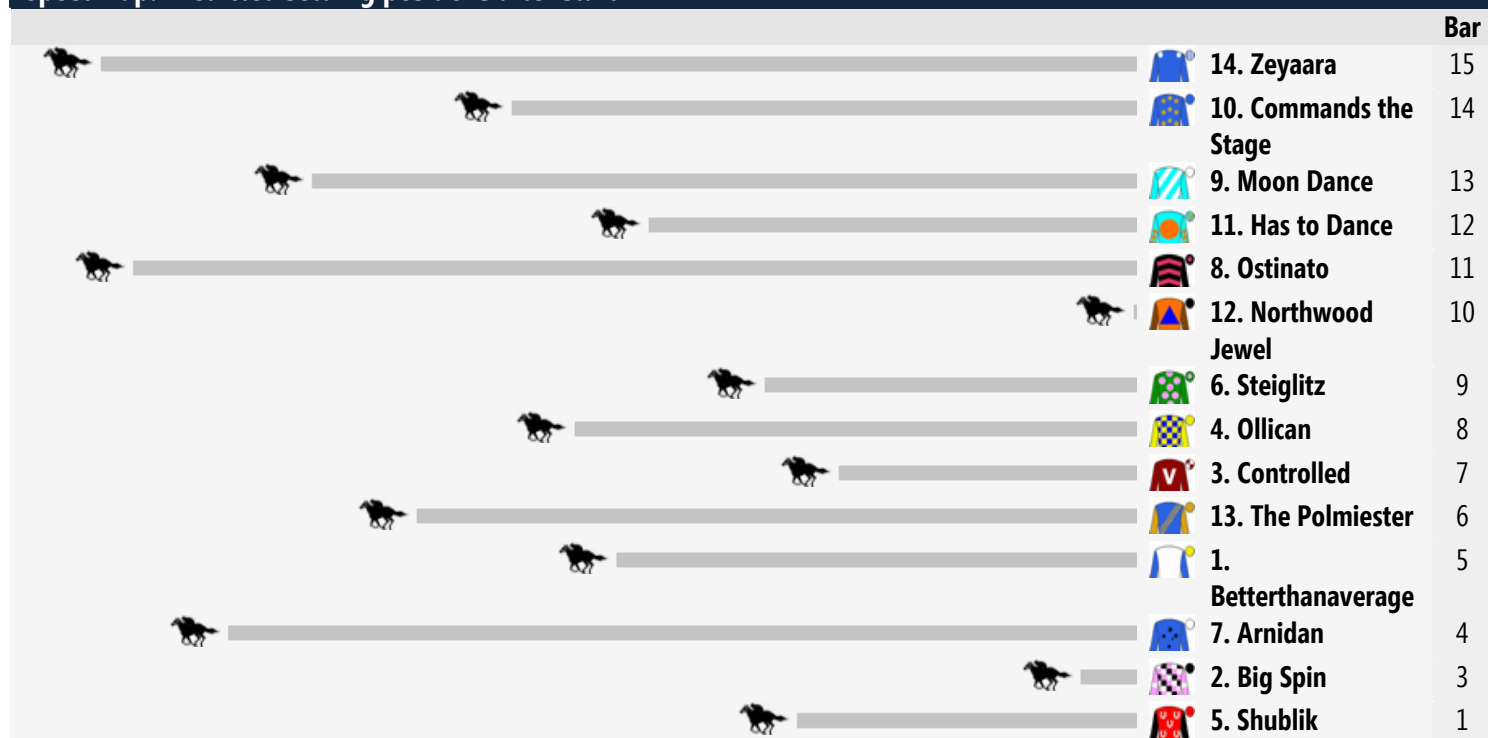 Bar
14. Zeyaara 15
10. Commands the 14
Stage
9. Moon Dance 13
11. Has to Dance 12
8. Ostinato 11
12. Northwood 10
Jewel
6. Steiglitz 9
4. Ollican 8
V 3. Controlled 7
13. The Polmiester 6
1. 5
Betterthanaverage
7. Arnidan 4
2. Big Spin 3
5. Shublik 1